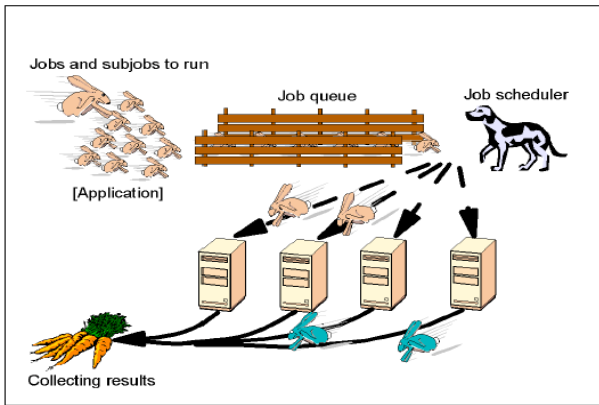 Jobs and subjobs to run
Job queue
Job scheduler
[Application]
Collecting results